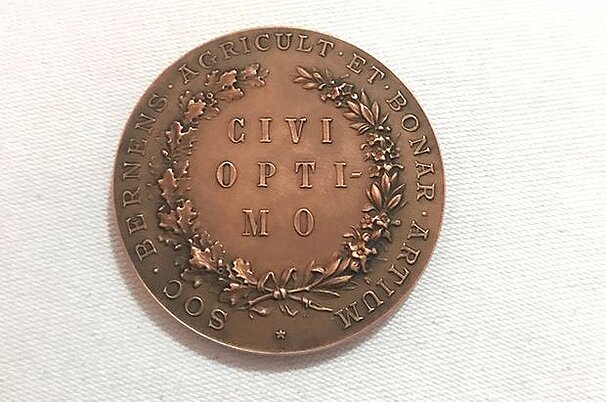 SOC · BERNENS · AGRICULT · ET · BONAR · ARTIUM
CIVI
OPTI-
MO